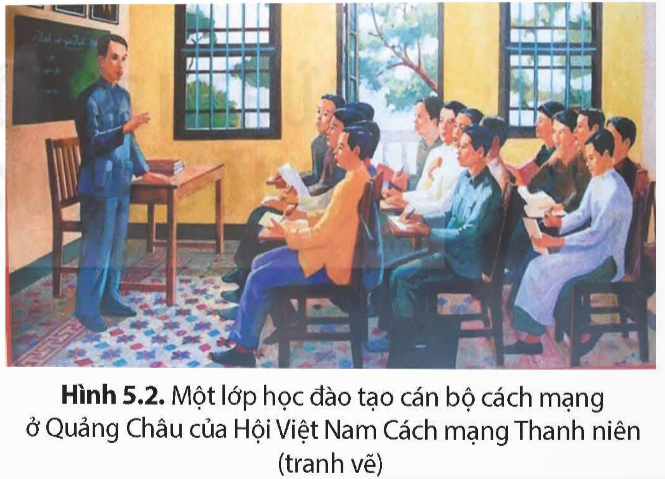 Hình 5.2. Một lớp học đào tạo cán bộ cách mạng
ở Quảng Châu của Hội Việt Nam Cách mạng Thanh niên
(tranh vẽ)